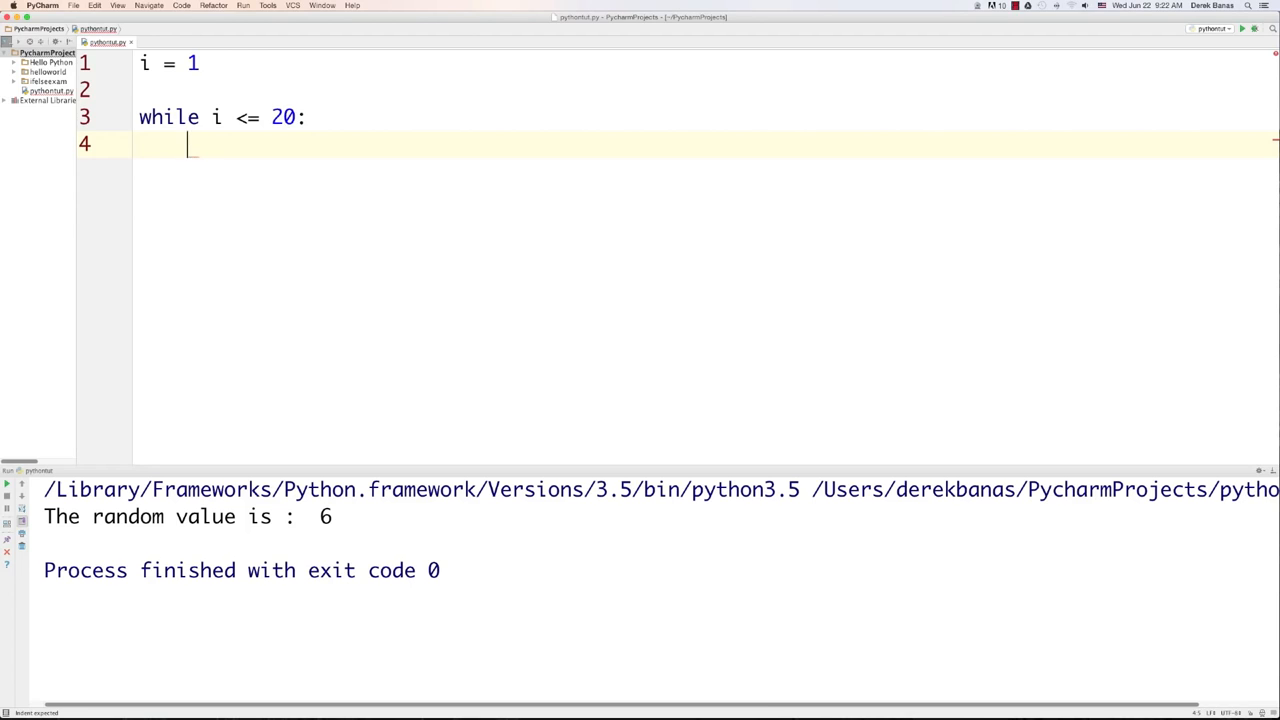 PyCharm File Edit View Navigate Code Refactor Run Tools VCS Window Help 10 Wed Jun 22 9:22 AM Derek Banas
pythontut.py - PycharmProjects - [~/PycharmProjects]
PycharmProjects pythontut.py pythontut
pythontut.py
PycharmProject
Hello Python
helloworld
ifelseexam
pythontut.py
External Librarie
1 i = 1
2
3 while i <= 20:
4
Run pythontut
/Library/Frameworks/Python.framework/Versions/3.5/bin/python3.5 /Users/derekbanas/PycharmProjects/pytho
The random value is : 6
Process finished with exit code 0
Indent expected 4:5 LF UTF-8